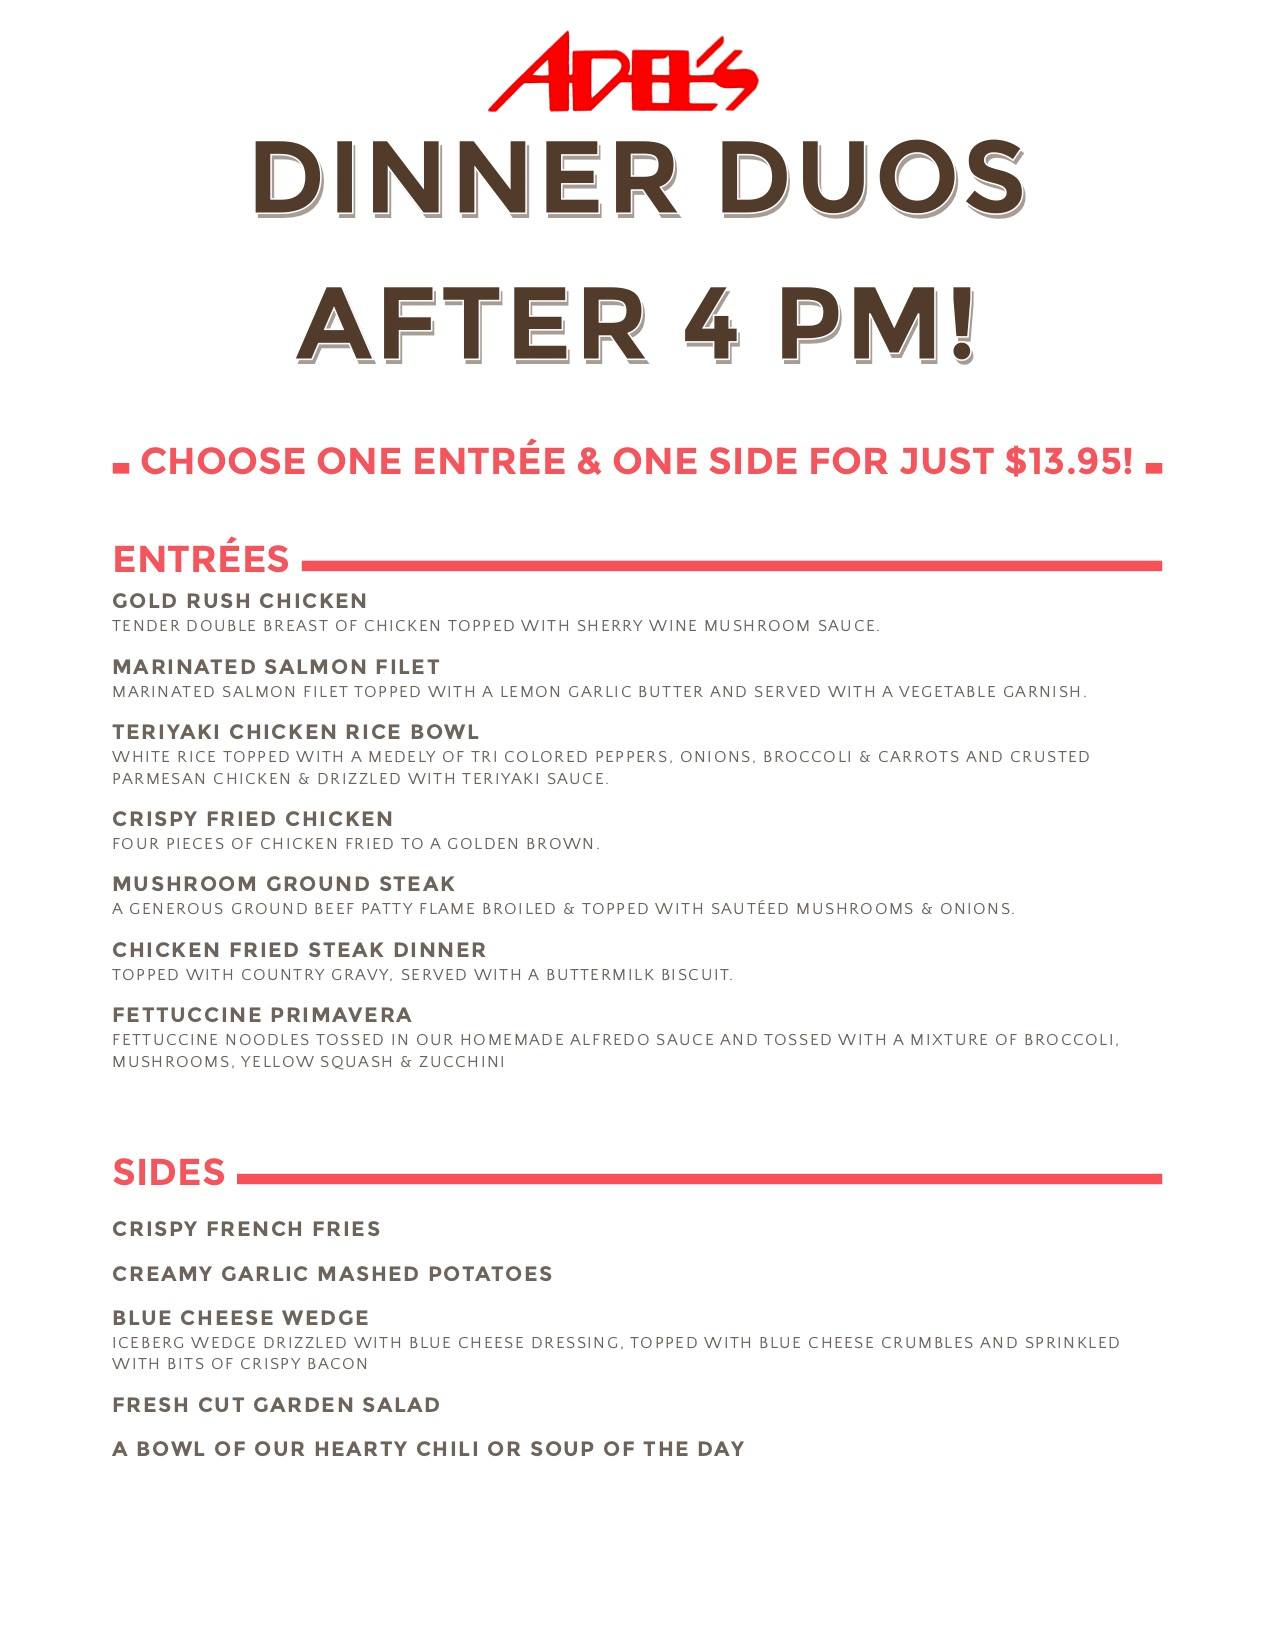 ADEL'S
DINNER DUOS
AFTER 4 PM!
CHOOSE ONE ENTRÉE & ONE SIDE FOR JUST $13.95!
ENTRÉES
GOLD RUSH CHICKEN
TENDER DOUBLE BREAST OF CHICKEN TOPPED WITH SHERRY WINE MUSHROOM SAUCE.
MARINATED SALMON FILET
MARINATED SALMON FILET TOPPED WITH A LEMON GARLIC BUTTER AND SERVED WITH A VEGETABLE GARNISH.
TERIYAKI CHICKEN RICE BOWL
WHITE RICE TOPPED WITH A MEDELY OF TRI COLORED PEPPERS, ONIONS, BROCCOLI & CARROTS AND CRUSTED
PARMESAN CHICKEN & DRIZZLED WITH TERIYAKI SAUCE.
CRISPY FRIED CHICKEN
FOUR PIECES OF CHICKEN FRIED TO A GOLDEN BROWN.
MUSHROOM GROUND STEAK
A GENEROUS GROUND BEEF PATTY FLAME BROILED & TOPPED WITH SAUTÉED MUSHROOMS & ONIONS.
CHICKEN FRIED STEAK DINNER
TOPPED WITH COUNTRY GRAVY, SERVED WITH A BUTTERMILK BISCUIT.
FETTUCCINE PRIMAVERA
FETTUCCINE NOODLES TOSSED IN OUR HOMEMADE ALFREDO SAUCE AND TOSSED WITH A MIXTURE OF BROCCOLI,
MUSHROOMS, YELLOW SQUASH & ZUCCHINI
SIDES
CRISPY FRENCH FRIES
CREAMY GARLIC MASHED POTATOES
BLUE CHEESE WEDGE
ICEBERG WEDGE DRIZZLED WITH BLUE CHEESE DRESSING, TOPPED WITH BLUE CHEESE CRUMBLES AND SPRINKLED
WITH BITS OF CRISPY BACON
FRESH CUT GARDEN SALAD
A BOWL OF OUR HEARTY CHILI OR SOUP OF THE DAY